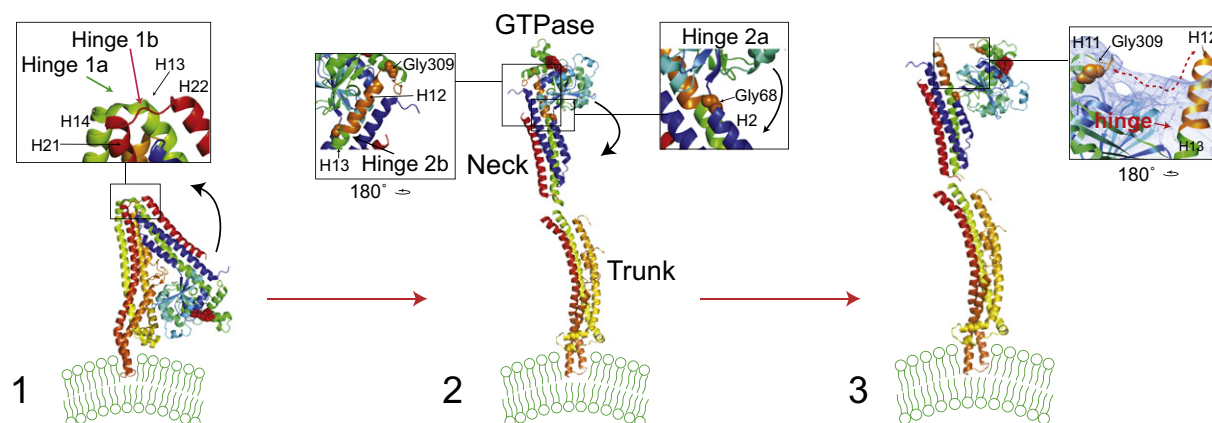 Hinge 1b
Hinge 1a
H13
H22
H14
H21
1
Gly309
H12
H13
Hinge 2b
180°
GTPase
Neck
Trunk
2
Hinge 2a
Gly68
H2
3
H11
Gly309
H12
hinge
H13
180°